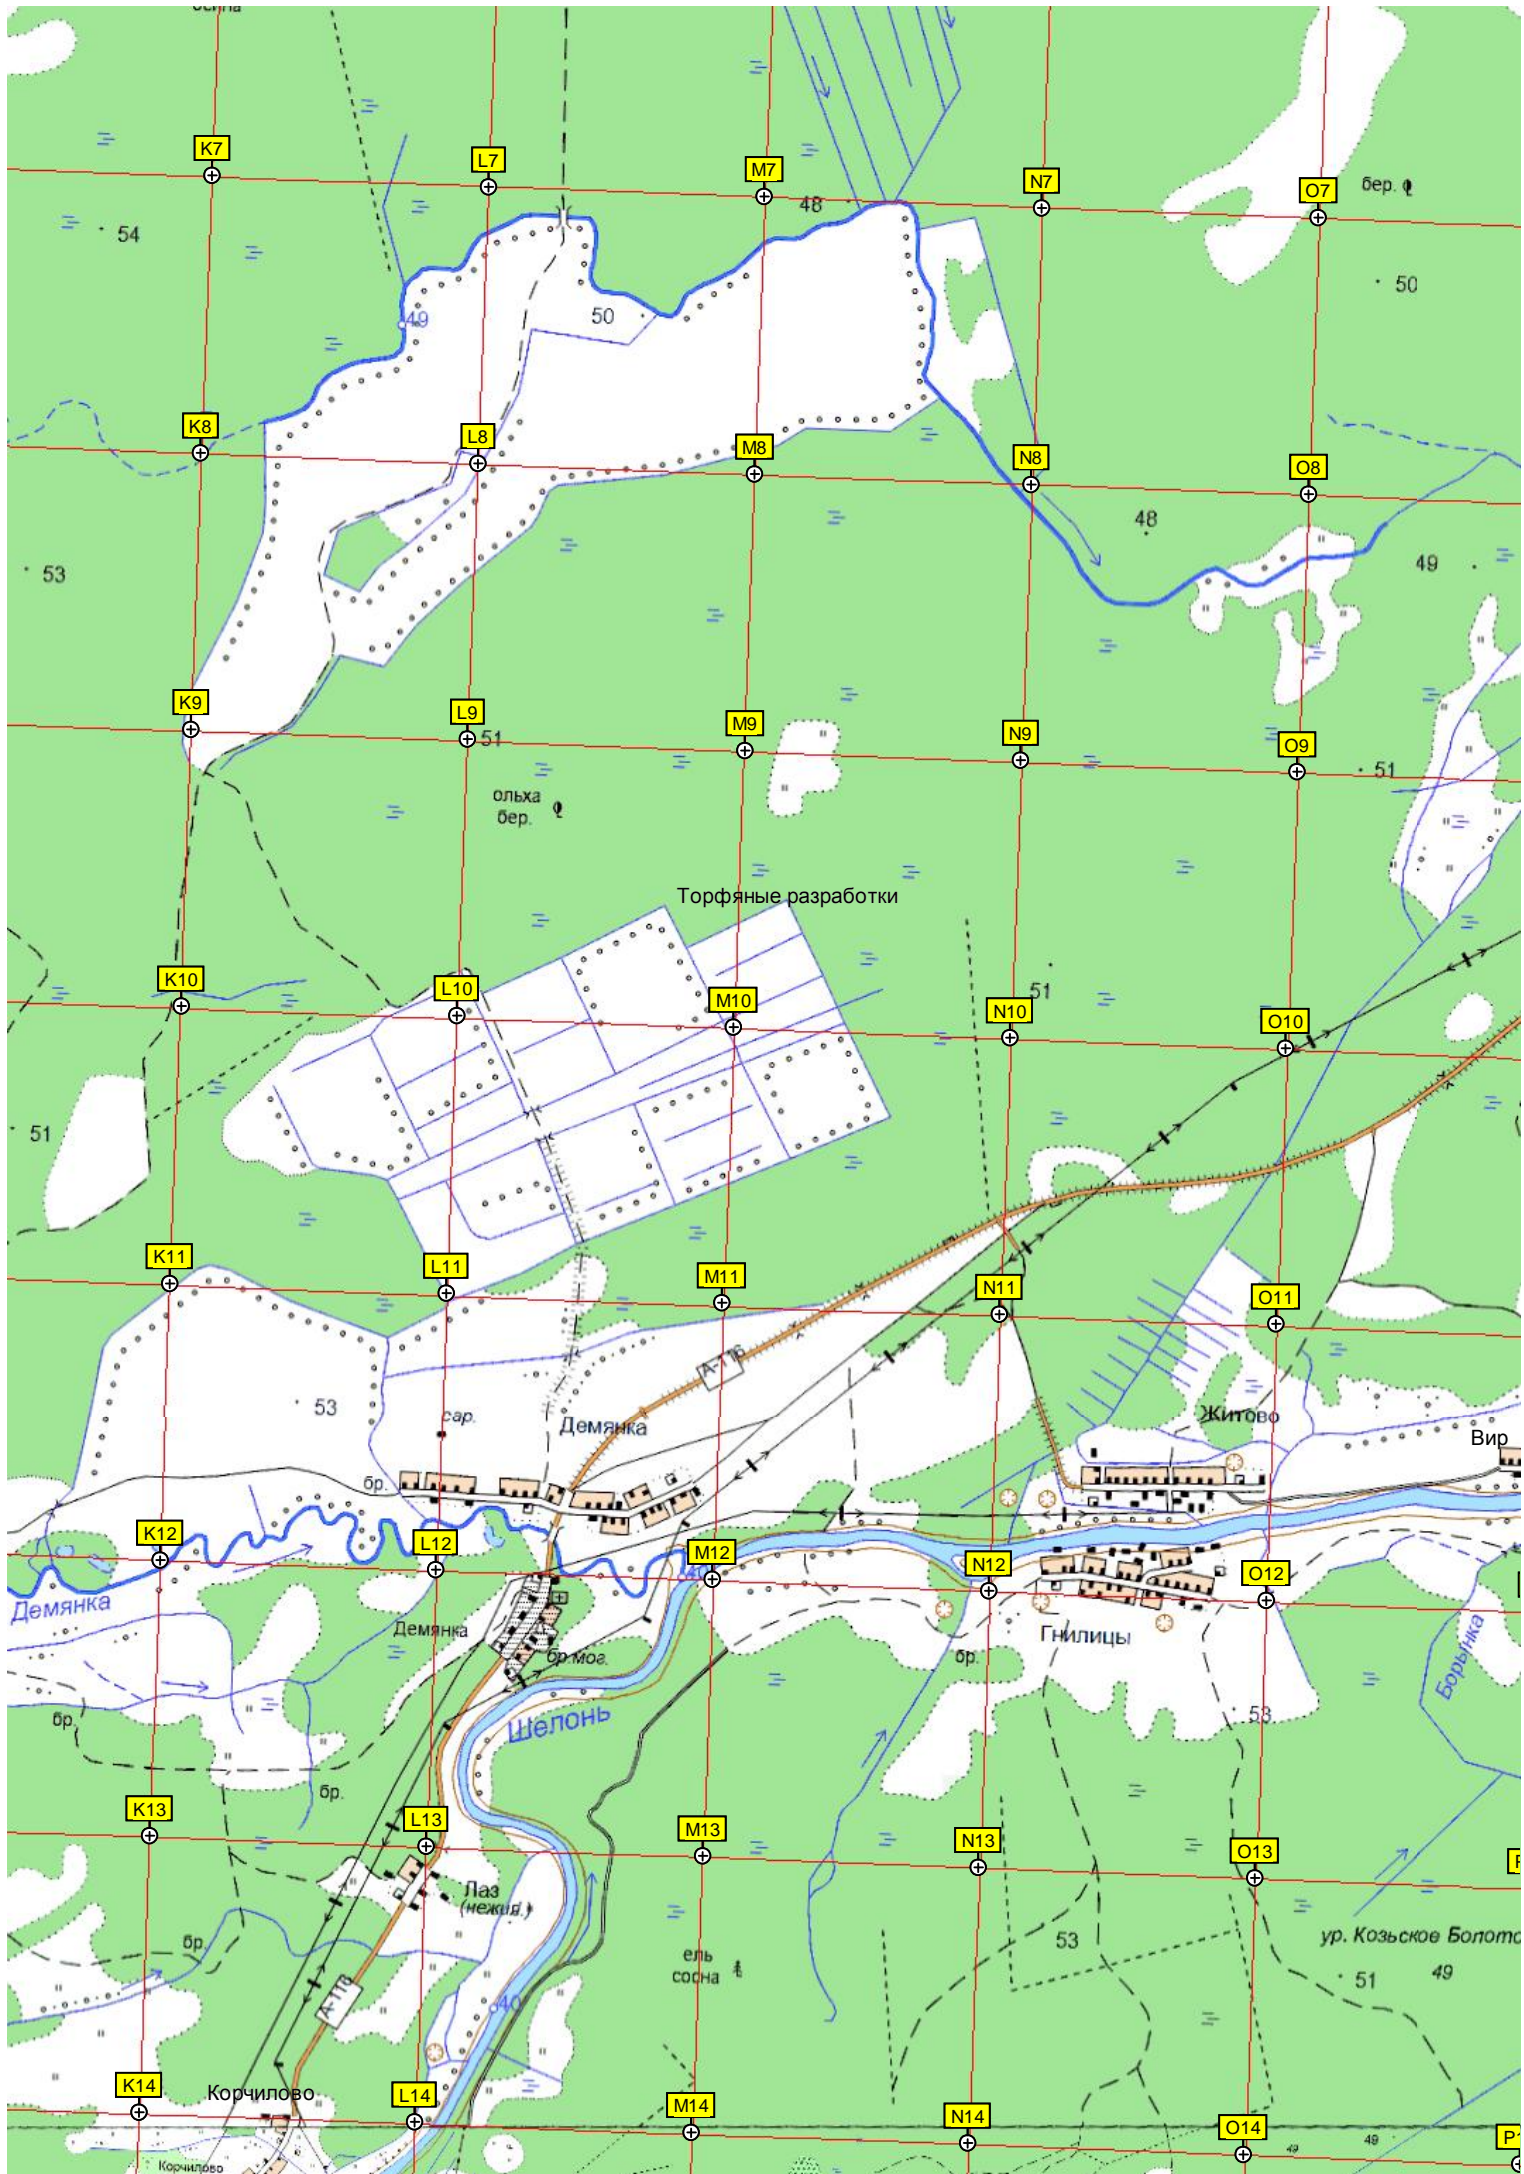 K7
L7
M7
N7
O7
бер.
48
54
50
49
50
K8
L8
M8
N8
O8
48
49
53
K9
L9
51
M9
N9
O9
51
ольха
бер.
Торфяные разработки
K10
L10
M10
51
N10
O10
51
K11
L11
M11
N11
O11
А-116
53
сар.
Демянка
Житово
Вир
бр.
K12
L12
M12
N12
O12
Демянка
Демянка
бр.мог.
Гнилицы
бр.
Борынка
Шелонь
53
бр.
бр.
K13
L13
M13
N13
O13
Лаз
(нежил.)
бр.
ель
сосна
53
ур. Козьское Болото
51
49
А-116
40
K14
Корчилово
L14
M14
N14
O14
49
49
Корчилово